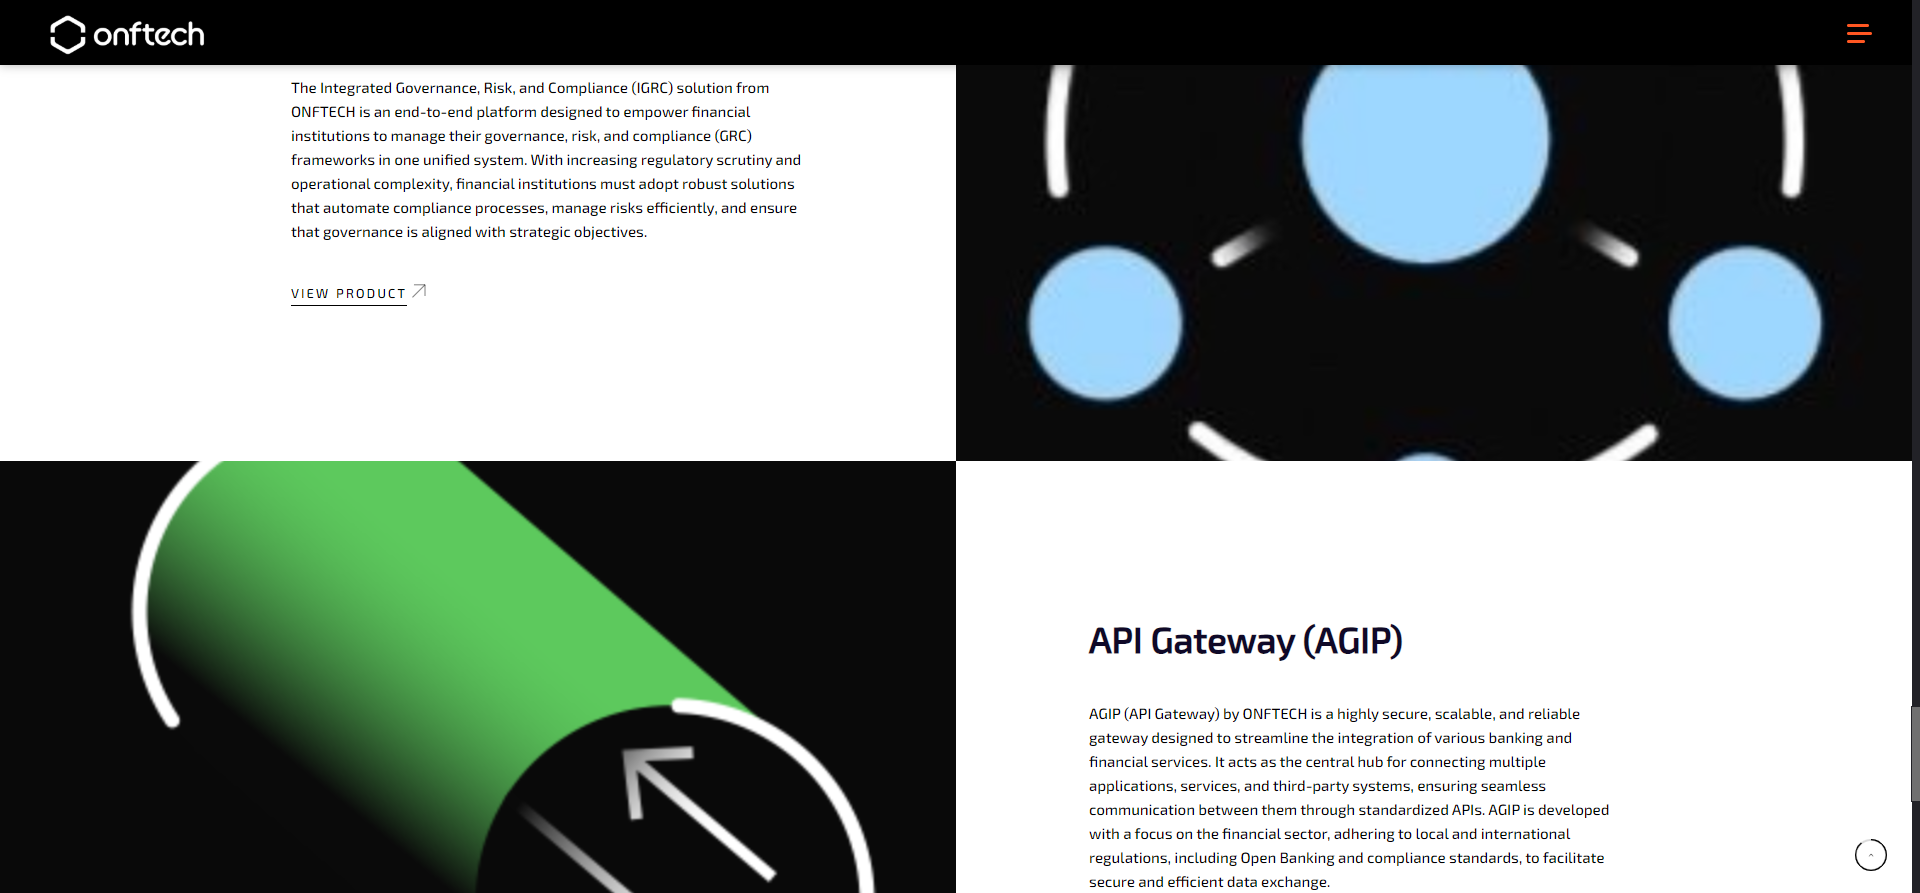 onftech
The Integrated Governance, Risk, and Compliance (IGRC) solution from
ONFTECH is an end-to-end platform designed to empower financial
institutions to manage their governance, risk, and compliance (GRC)
frameworks in one unified system. With increasing regulatory scrutiny and
operational complexity, financial institutions must adopt robust solutions
that automate compliance processes, manage risks efficiently, and ensure
that governance is aligned with strategic objectives.
VIEW PRODUCT
API Gateway (AGIP)
AGIP (API Gateway) by ONFTECH is a highly secure, scalable, and reliable
gateway designed to streamline the integration of various banking and
financial services. It acts as the central hub for connecting multiple
applications, services, and third-party systems, ensuring seamless
communication between them through standardized APIs. AGIP is developed
with a focus on the financial sector, adhering to local and international
regulations, including Open Banking and compliance standards, to facilitate
secure and efficient data exchange.